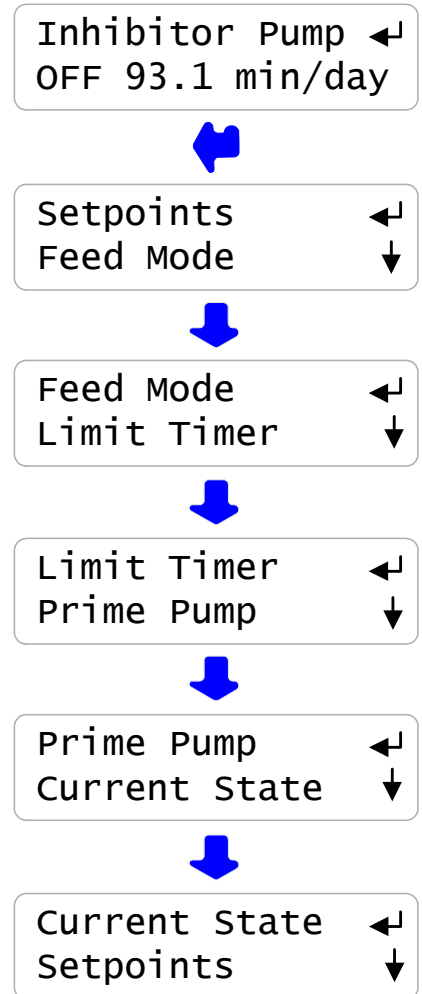 Inhibitor Pump
OFF 93.1 min/day
Setpoints
Feed Mode
Feed Mode
Limit Timer
Limit Timer
Prime Pump
Prime Pump
Current State
Current State
Setpoints